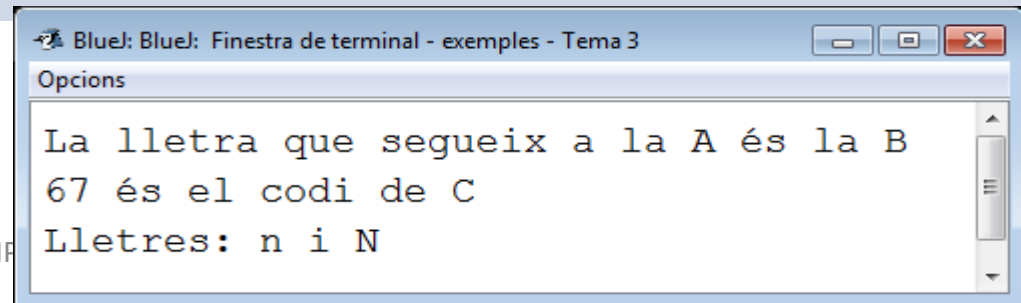 BlueJ: BlueJ: Finestra de terminal - exemples - Tema 3
Opcions
La lletra que segueix a la A és la B
67 és el codi de C
Lletres: n i N